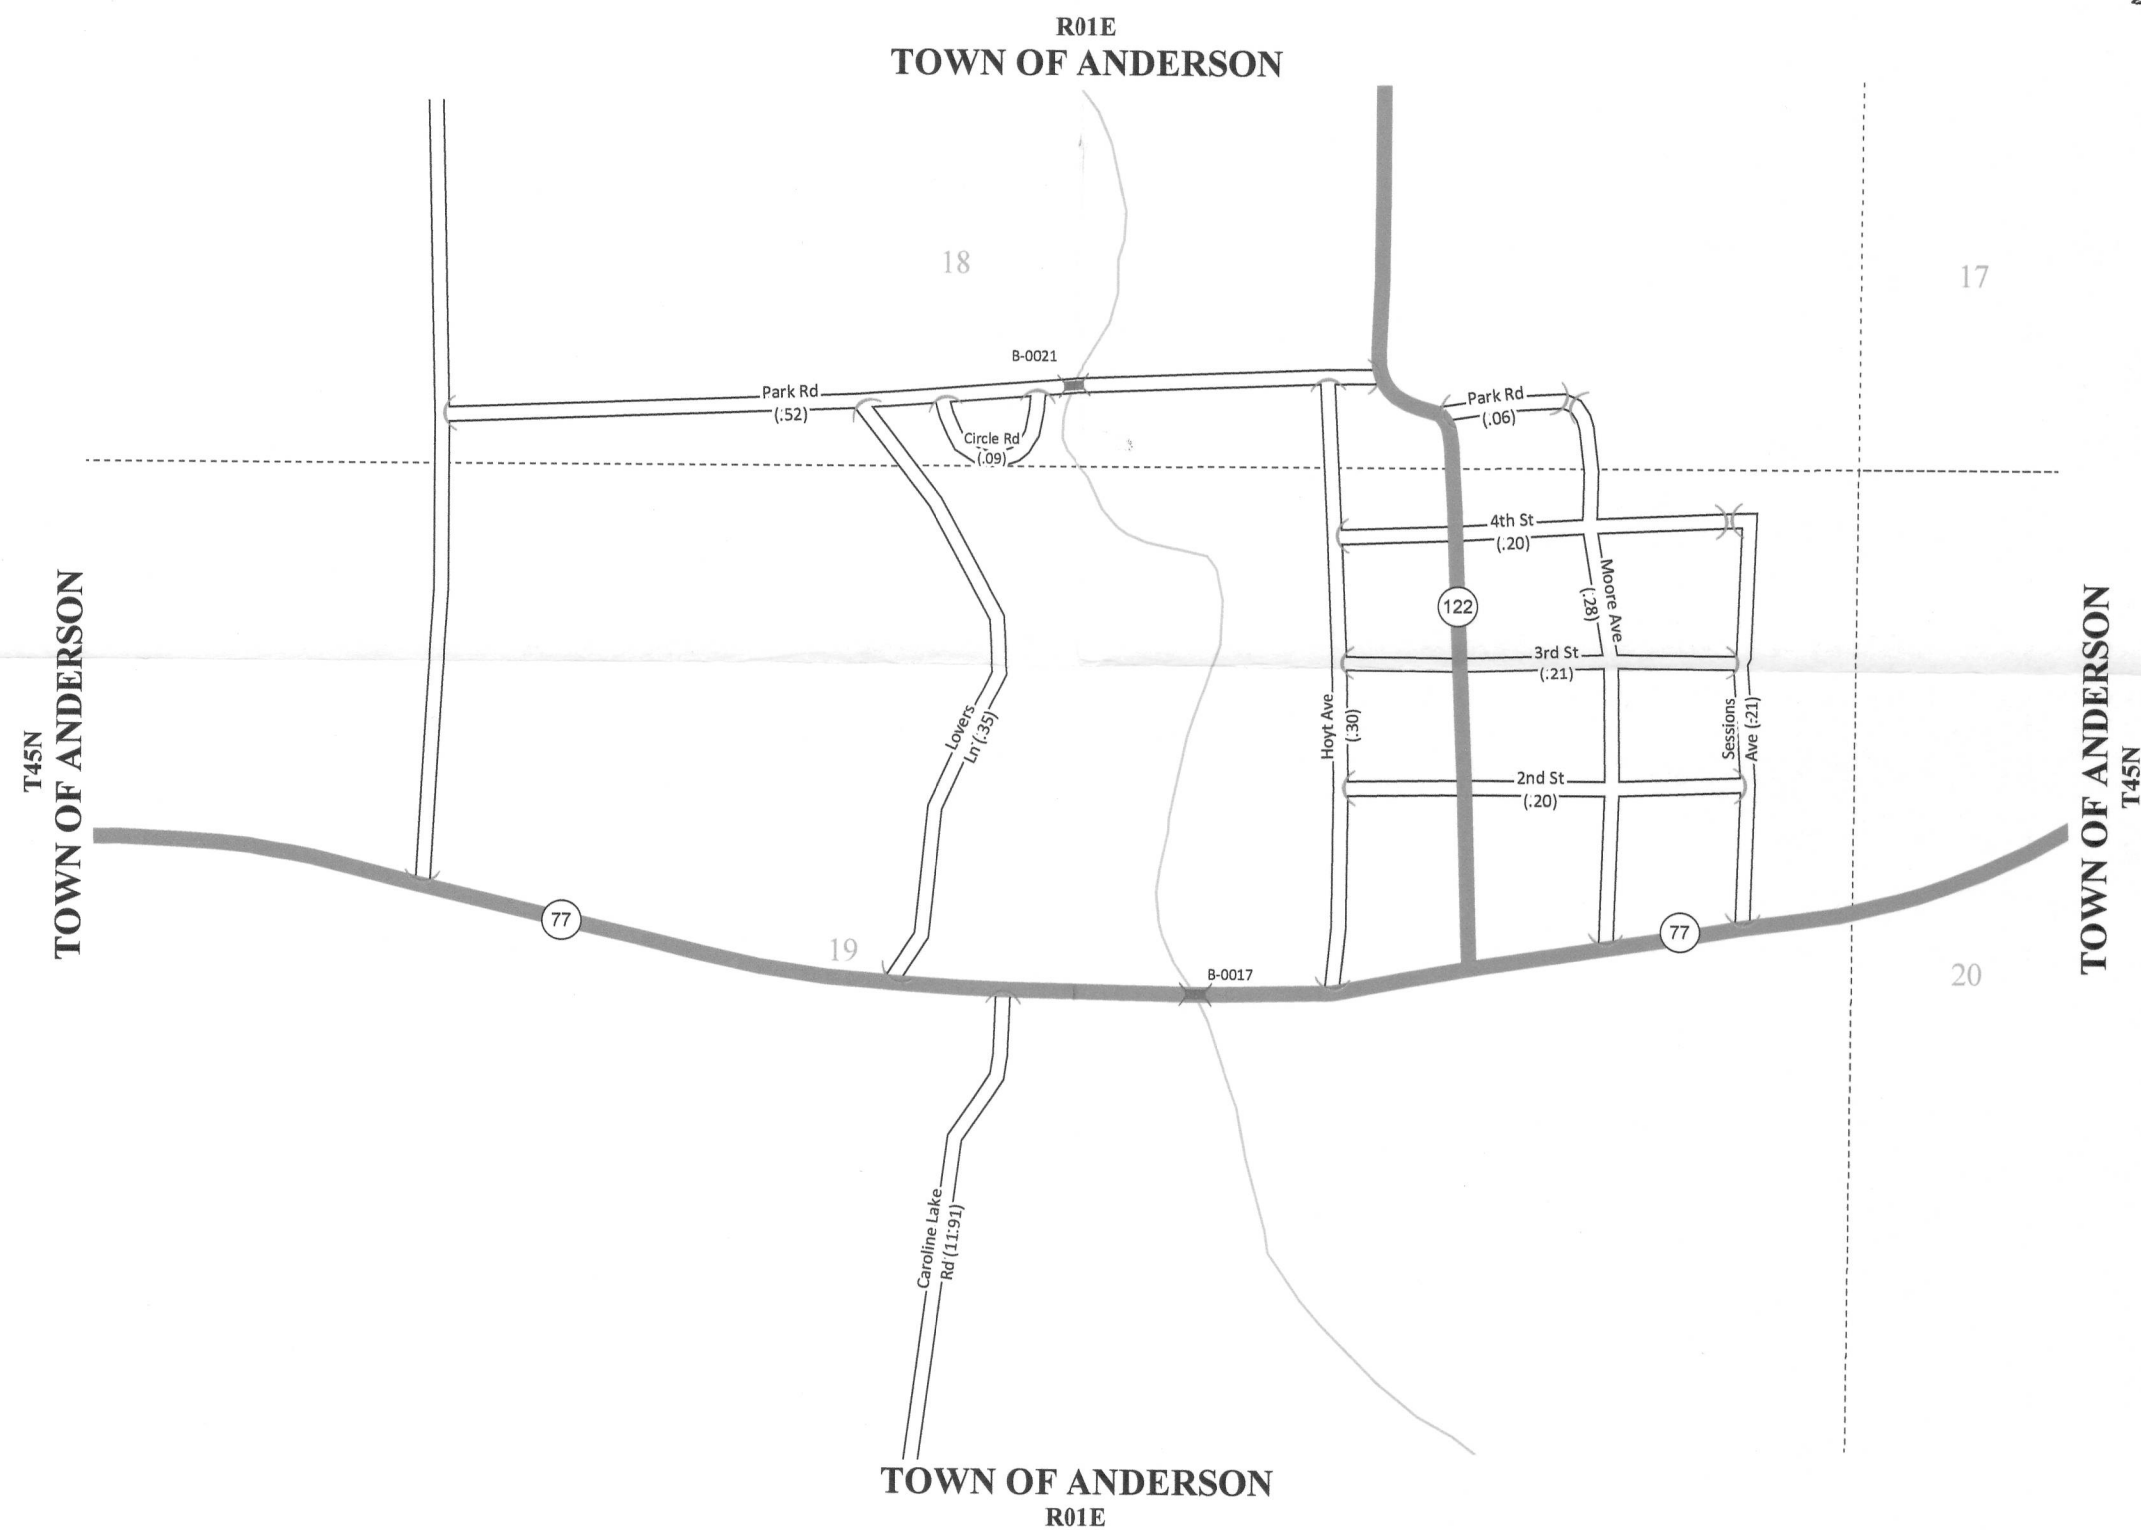 R01E
TOWN OF ANDERSON
18
17
B-0021
Park Rd
(.52)
Circle Rd
(.09)
Park Rd
(.06)
4th St
(.20)
Moore Ave
(.28)
122
3rd St
(.21)
Hoyt Ave
(.30)
Sessions
Ave (.21)
2nd St
(.20)
Lovers
Ln (.35)
T45N
TOWN OF ANDERSON
TOWN OF ANDERSON
T45N
77
19
77
B-0017
20
Caroline Lake
Rd (11.91)
TOWN OF ANDERSON
R01E